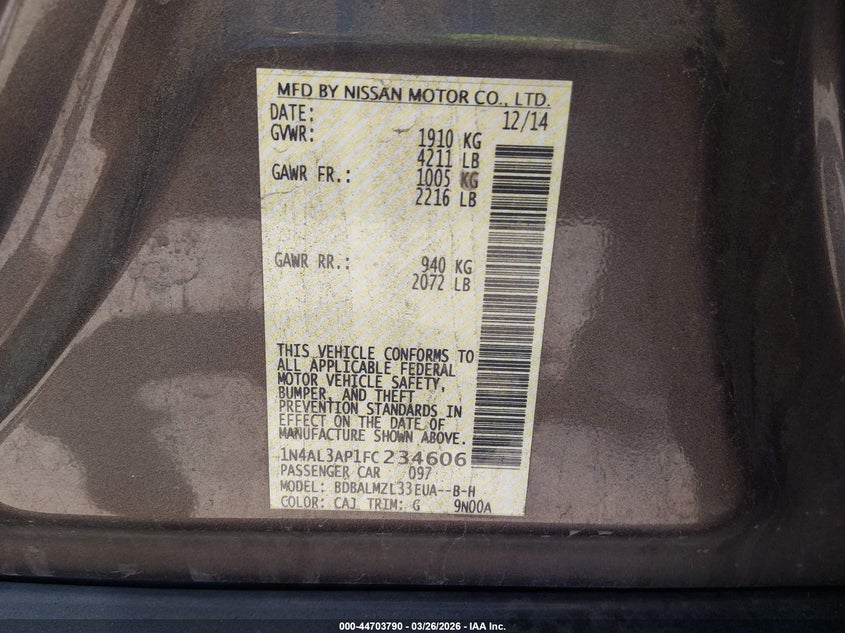 MFD BY NISSAN MOTOR CO., LTD.
DATE: 12/14
GVWR: 1910 KG
4211 LB
GAWR FR.: 1005 KG
2216 LB
GAWR RR.: 940 KG
2072 LB
THIS VEHICLE CONFORMS TO
ALL APPLICABLE FEDERAL
MOTOR VEHICLE SAFETY,
BUMPER, AND THEFT
PREVENTION STANDARDS IN
EFFECT ON THE DATE OF
MANUFACTURE SHOWN ABOVE.
1N4AL3AP1FC234606
PASSENGER CAR 097
MODEL: BDBALMZL33EUA--B-H
COLOR: CAJ TRIM: G 9N00A
000-44703790 - 03/26/2026 - IAA Inc.